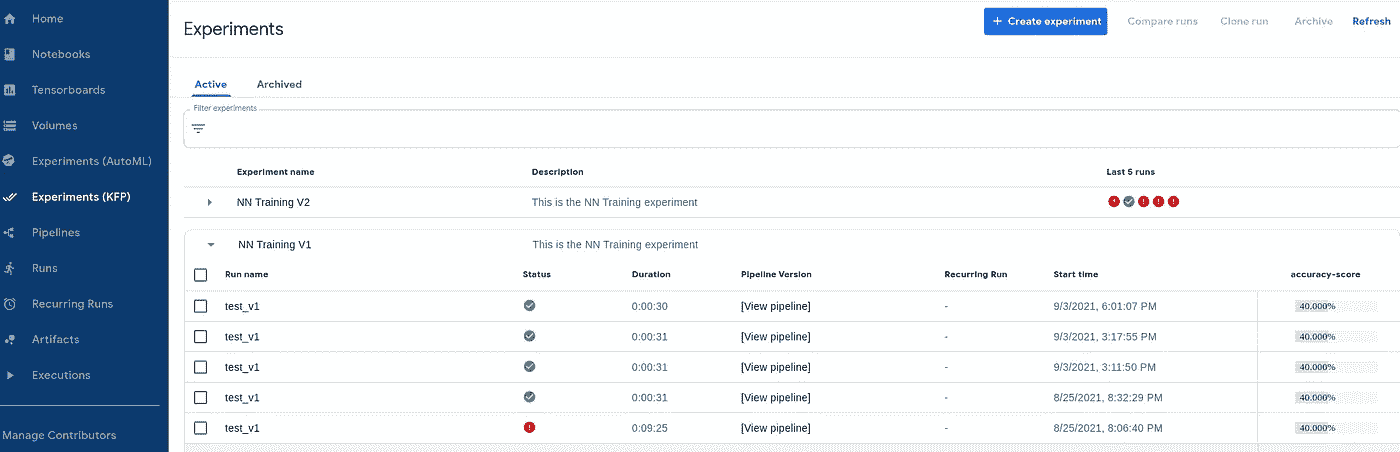 Home
Notebooks
Tensorboards
Volumes
Experiments (AutoML)
Experiments (KFP)
Pipelines
Runs
Recurring Runs
Artifacts
Executions
Manage Contributors
Experiments
+ Create experiment Compare runs Clone run Archive Refresh
Active Archived
Filter experiments
Experiment name Description Last 5 runs
NN Training V2 This is the NN Training experiment
NN Training V1 This is the NN Training experiment
Run name Status Duration Pipeline Version Recurring Run Start time accuracy-score
test_v1 0:00:30 [View pipeline] - 9/3/2021, 6:01:07 PM 40.000%
test_v1 0:00:31 [View pipeline] - 9/3/2021, 3:17:55 PM 40.000%
test_v1 0:00:31 [View pipeline] - 9/3/2021, 3:11:50 PM 40.000%
test_v1 0:00:31 [View pipeline] - 8/25/2021, 8:32:29 PM 40.000%
test_v1 0:09:25 [View pipeline] - 8/25/2021, 8:06:40 PM 40.000%